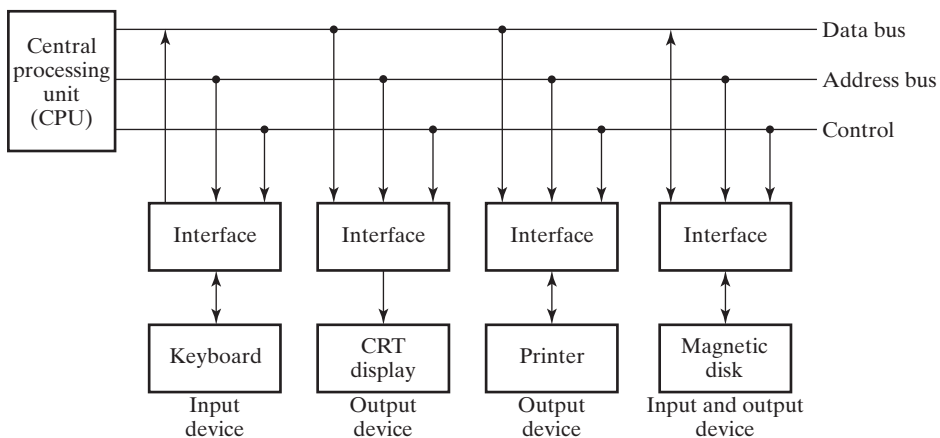 Central
processing
unit
(CPU)
Data bus
Address bus
Control
Interface
Interface
Interface
Interface
Keyboard
CRT
display
Printer
Magnetic
disk
Input
device
Output
device
Output
device
Input and output
device